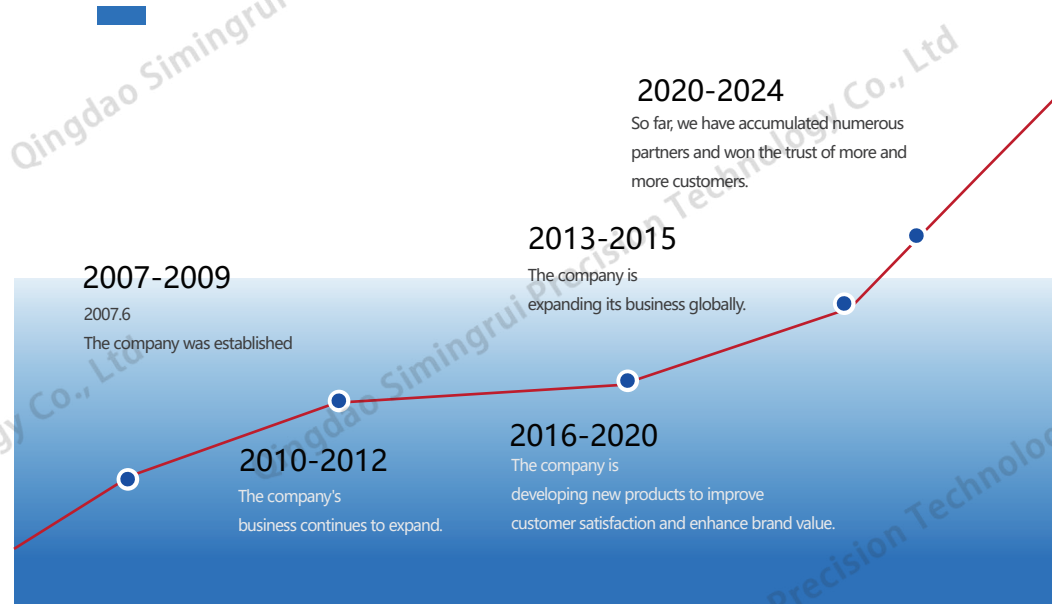 Qingdao Simingrui
2020-2024
So far, we have accumulated numerous
partners and won the trust of more and
more customers.
2013-2015
The company is
expanding its business globally.
2007-2009
2007.6
The company was established
2010-2012
The company's
business continues to expand.
2016-2020
The company is
developing new products to improve
customer satisfaction and enhance brand value.
Qingdao Simingrui Precision Technology Co., Ltd
gy Co., Ltd
Precision Technolo